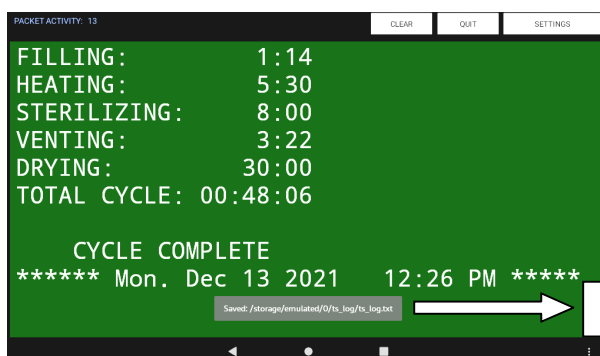 PACKET ACTIVITY: 13 CLEAR QUIT SETTINGS
FILLING: 1:14
HEATING: 5:30
STERILIZING: 8:00
VENTING: 3:22
DRYING: 30:00
TOTAL CYCLE: 00:48:06
CYCLE COMPLETE
****** Mon. Dec 13 2021 12:26 PM *****
Saved: /storage/emulated/0/ts_log/ts_log.txt